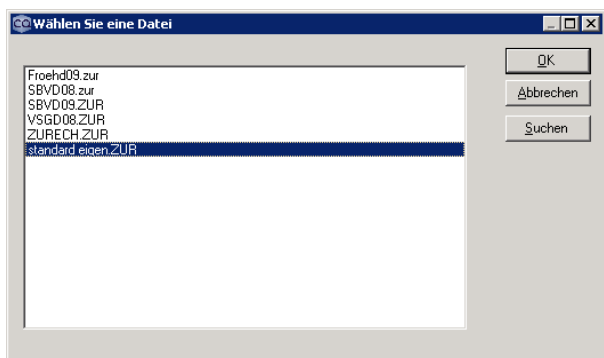 CQ Wählen Sie eine Datei
Froehd09.zur
SBVD08.zur
SBVD09.ZUR
VSGD08.ZUR
ZURECH.ZUR
standard eigen.ZUR
OK
Abbrechen
Suchen